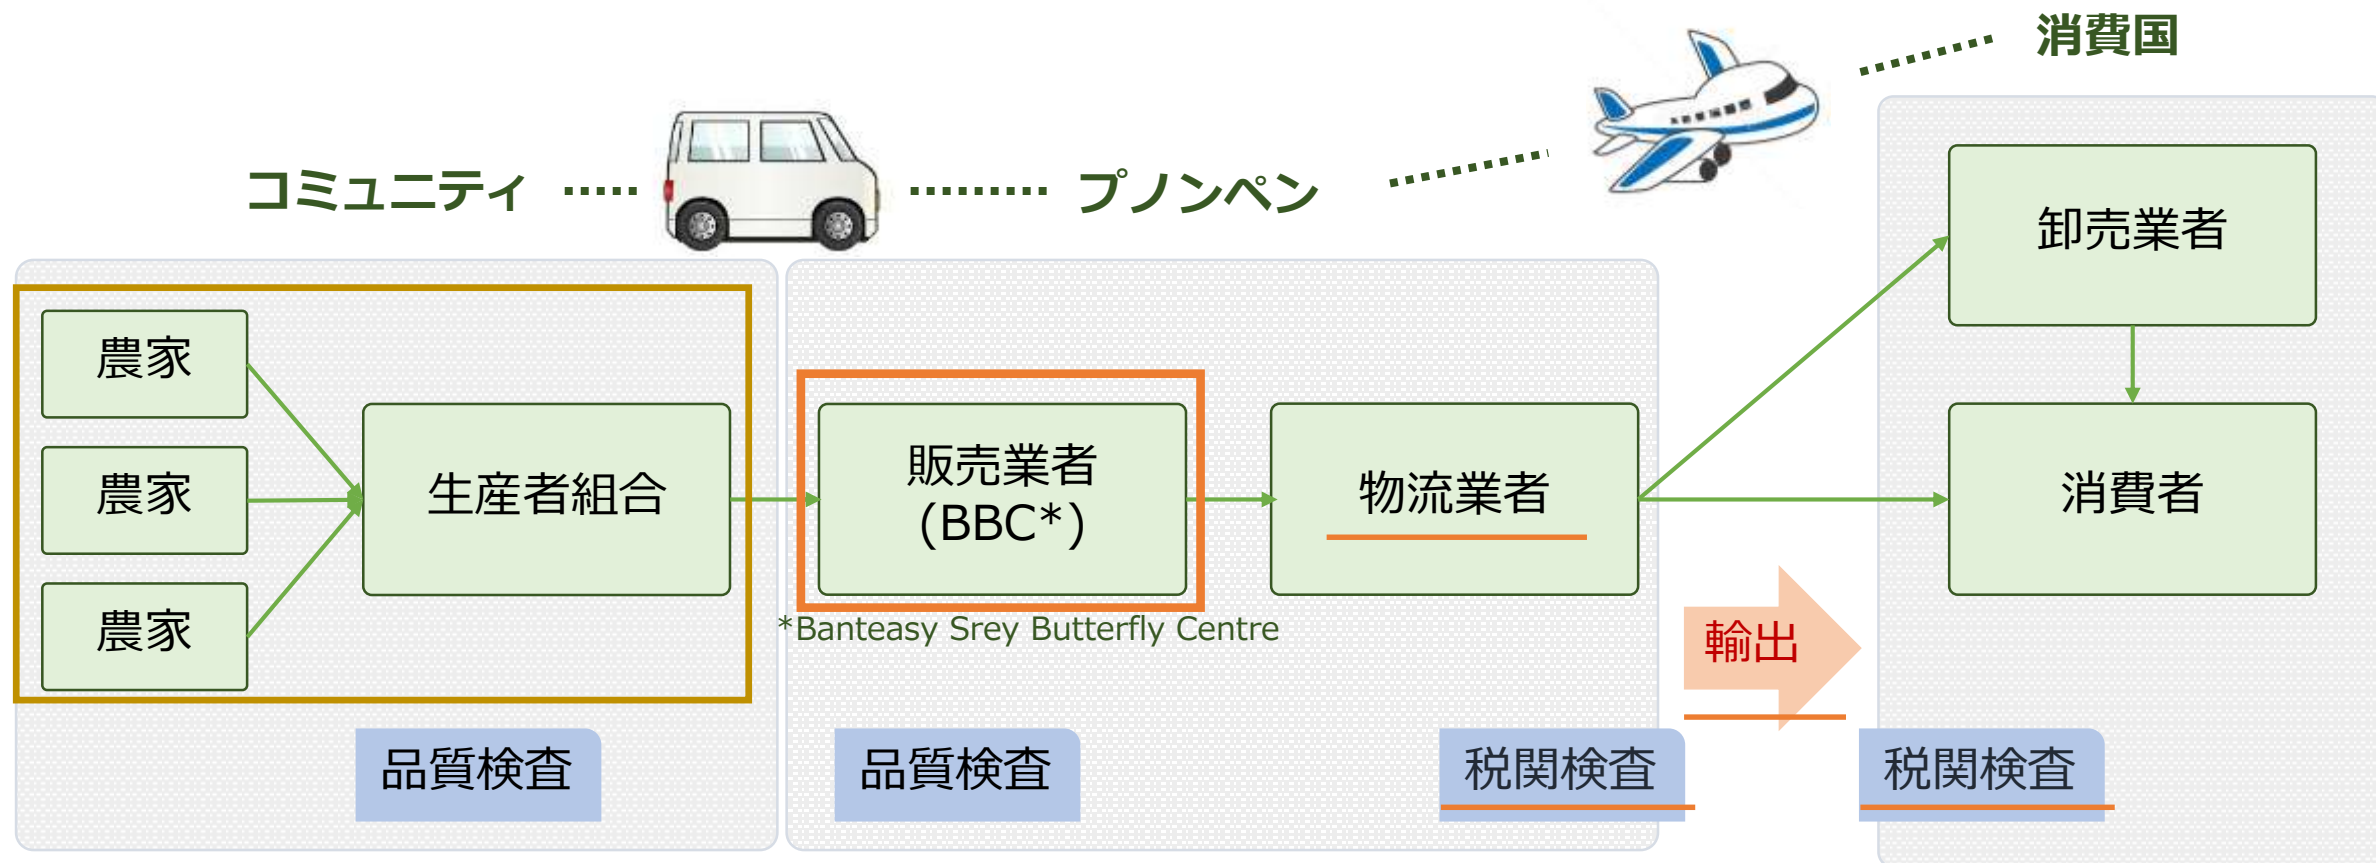 消費国
コミュニティ
プノンペン
卸売業者
農家
農家
農家
生産者組合
販売業者
(BBC*)
物流業者
消費者
*Banteasy Srey Butterfly Centre
輸出
品質検査
品質検査
税関検査
税関検査